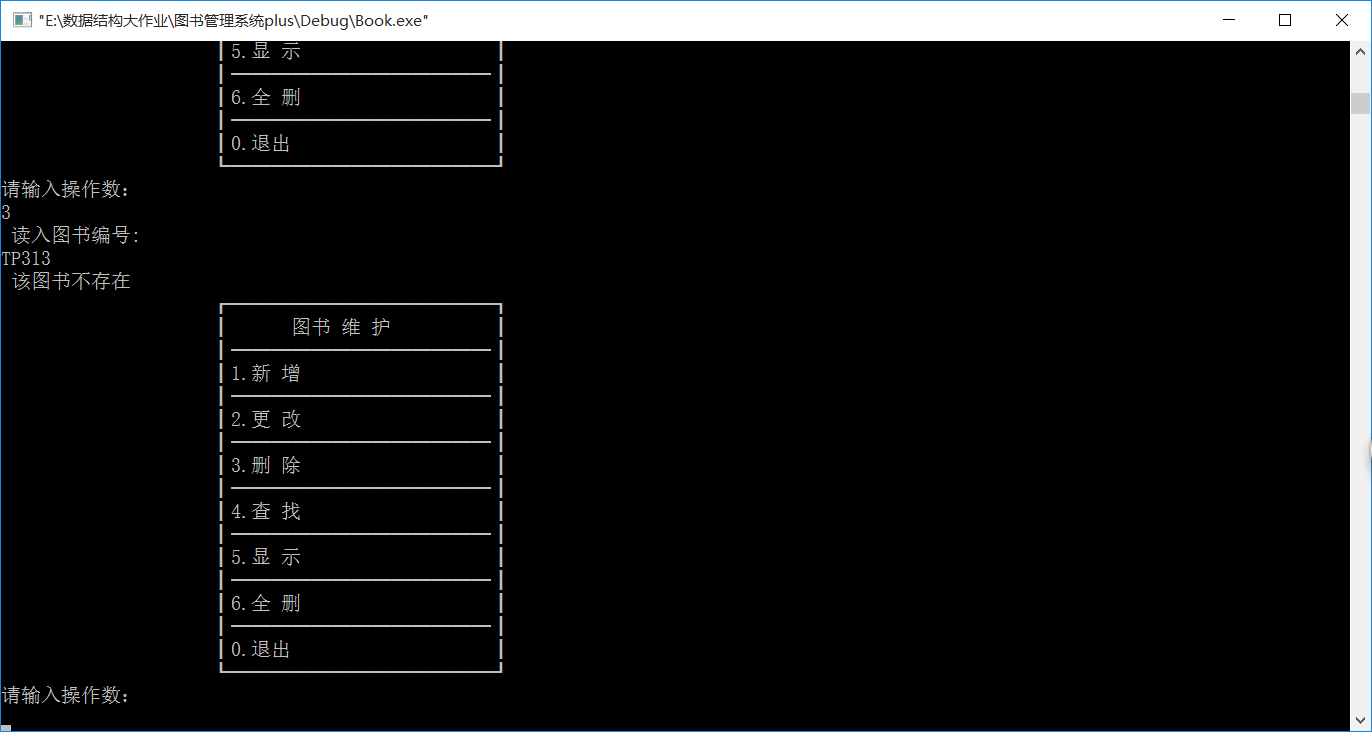 "E:\数据结构大作业\图书管理系统plus\Debug\Book.exe"
5.显 示
6.全 删
0.退出
请输入操作数：
3
读入图书编号:
TP313
该图书不存在
图书 维 护
1.新 增
2.更 改
3.删 除
4.查 找
5.显 示
6.全 删
0.退出
请输入操作数：